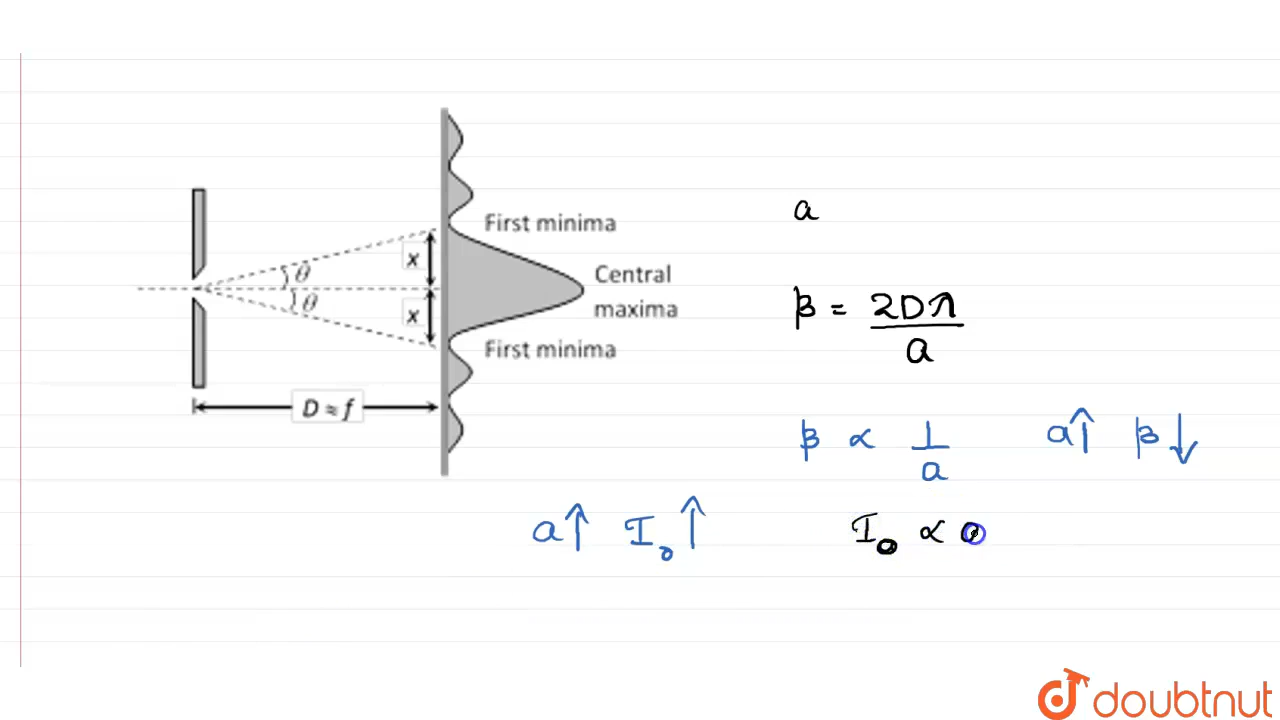 a
First minima
θ
x
Central
maxima
β = 2Dλ / a
θ
x
First minima
D ≈ f
β ∝ 1/a a↑ β↓
a↑ I₀↑ I₀ ∝
doubtnut